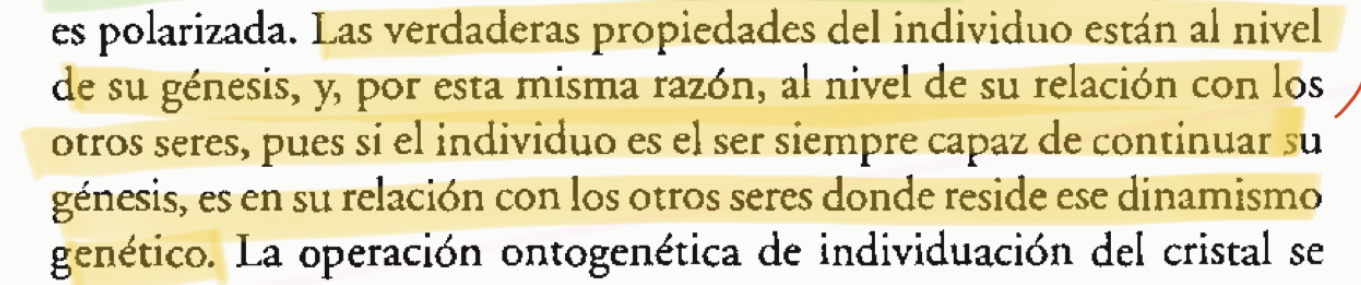 es polarizada. Las verdaderas propiedades del individuo están al nivel
de su génesis, y, por esta misma razón, al nivel de su relación con los
otros seres, pues si el individuo es el ser siempre capaz de continuar su
génesis, es en su relación con los otros seres donde reside ese dinamismo
genético. La operación ontogenética de individuación del cristal se